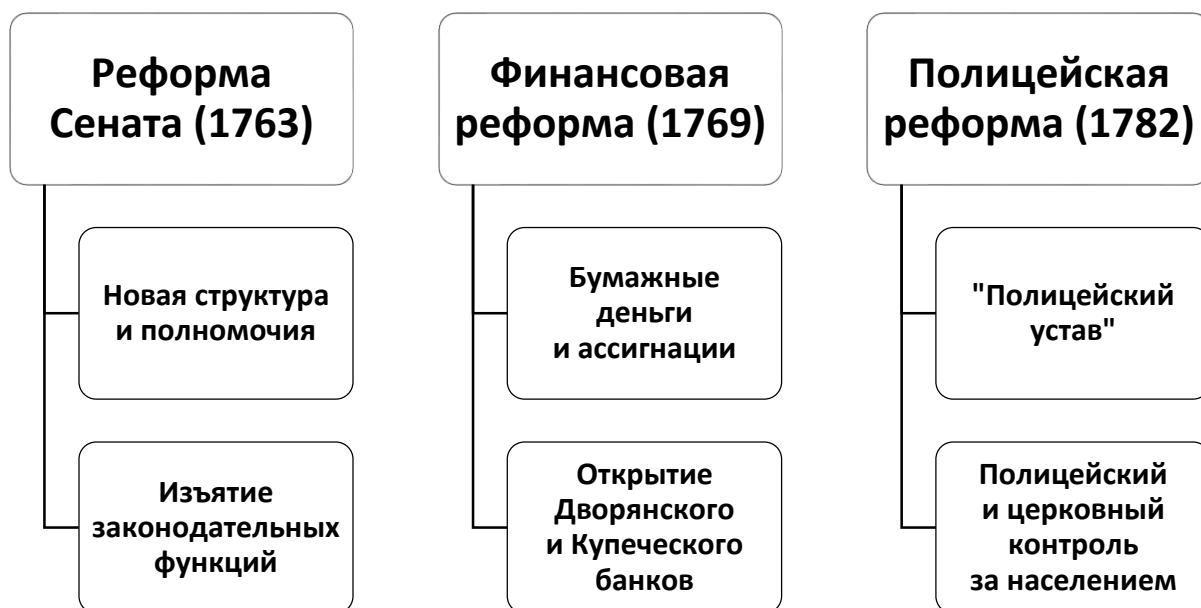 Реформа
Сената (1763)
Новая структура
и полномочия
Изъятие
законодательных
функций
Финансовая
реформа (1769)
Бумажные
деньги
и ассигнации
Открытие
Дворянского
и Купеческого
банков
Полицейская
реформа (1782)
"Полицейский
устав"
Полицейский
и церковный
контроль
за населением